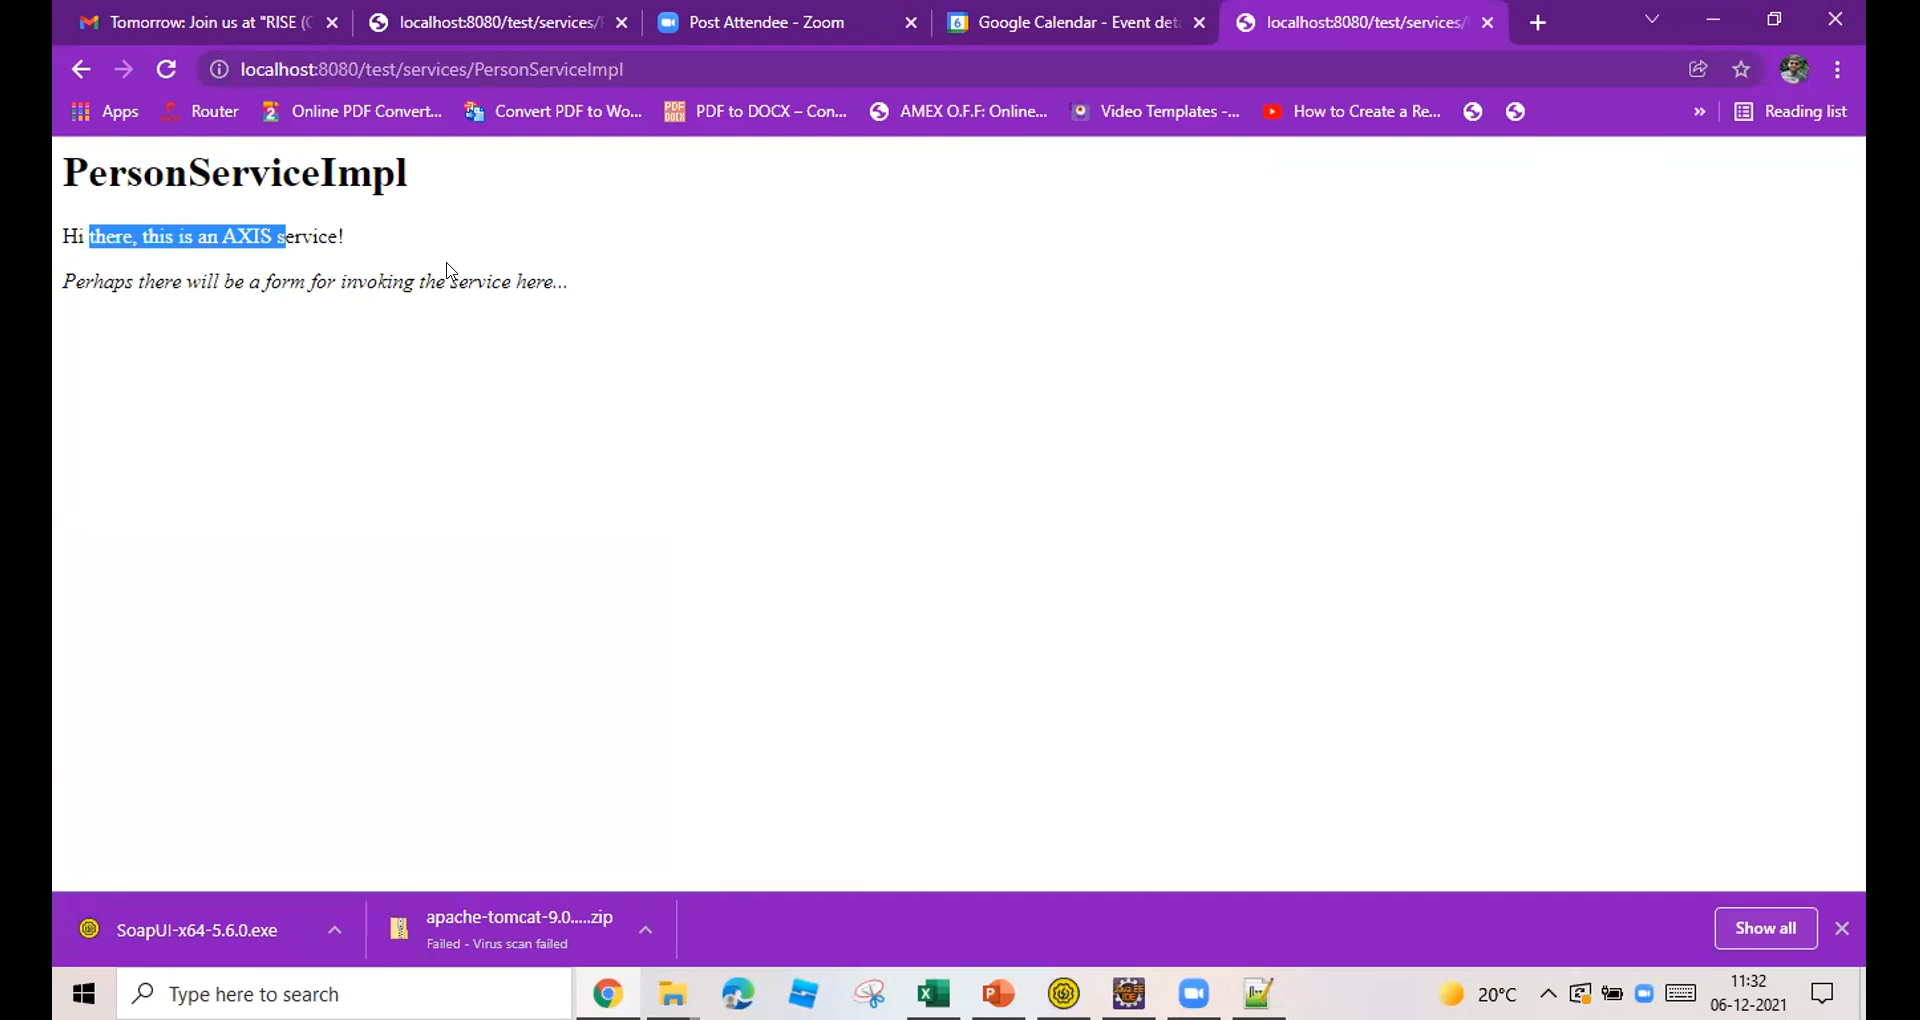 Tomorrow: Join us at "RISE (
localhost:8080/test/services/
Post Attendee - Zoom
Google Calendar - Event det
localhost:8080/test/services/
localhost:8080/test/services/PersonServiceImpl
Apps
Router
Online PDF Convert...
Convert PDF to Wo...
PDF to DOCX – Con...
AMEX O.F.F: Online...
Video Templates -...
How to Create a Re...
Reading list
PersonServiceImpl
Hi there, this is an AXIS service!
Perhaps there will be a form for invoking the service here...
SoapUI-x64-5.6.0.exe
apache-tomcat-9.0.....zip
Failed - Virus scan failed
Show all
Type here to search
20°C
11:32
06-12-2021